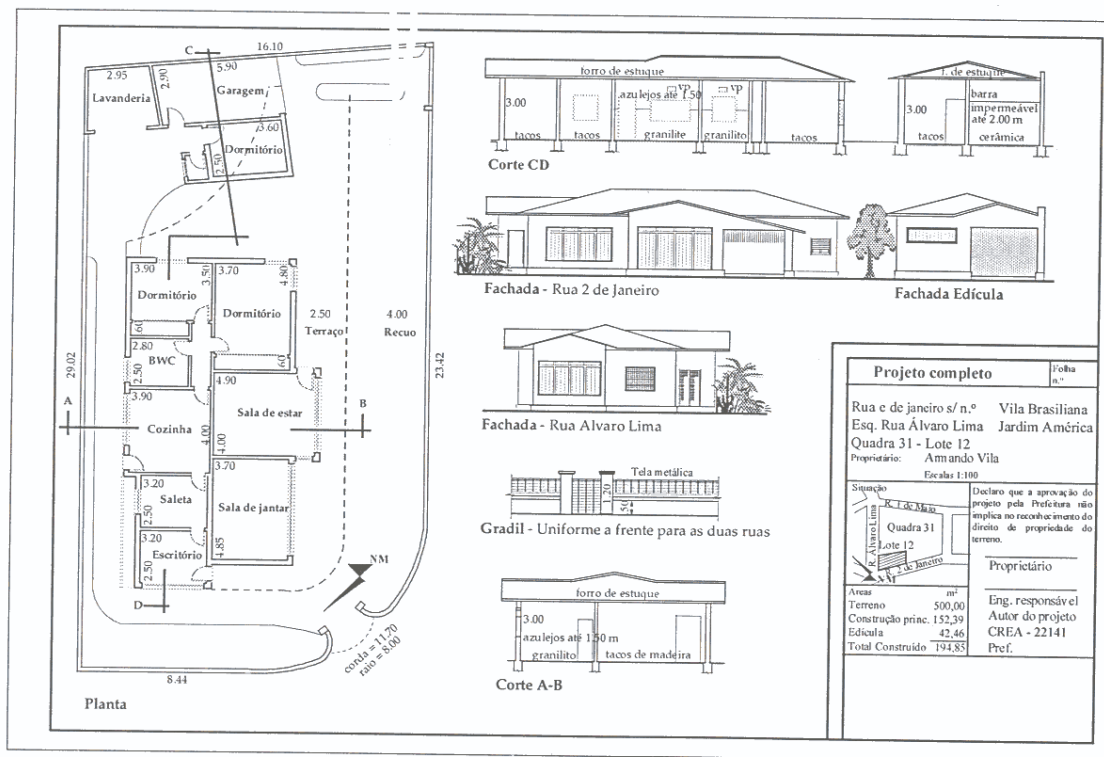 C
16.10
2.95
Lavanderia
2.90
5.90
Garagem
3.60
Dormitório
2.50
3.90
3.50
Dormitório
.60
3.70
4.80
Dormitório
.60
2.50
Terraço
4.00
Recuo
29.02
23.42
2.80
BWC
2.50
A
B
3.90
Cozinha
4.00
4.90
Sala de estar
4.00
3.20
Saleta
2.50
3.70
Sala de jantar
4.85
3.20
Escritório
2.50
D
NM
corda = 11.70
raio = 8.00
8.44
Planta
forro de estuque
3.00
azulejos até 1.50
vp
vp
tacos
tacos
granilite
granilito
tacos
Corte CD
f. de estuque
3.00
barra
impermeável
até 2.00 m
tacos
cerâmica
Fachada - Rua 2 de Janeiro
Fachada Edícula
Fachada - Rua Alvaro Lima
Tela metálica
1.20
.50
Gradil - Uniforme a frente para as duas ruas
forro de estuque
3.00
azulejos até 1.50 m
granilito
tacos de madeira
Corte A-B
Projeto completo
Folha
n.º
Rua e de janeiro s/ n.º Vila Brasiliana
Esq. Rua Álvaro Lima Jardim América
Quadra 31 - Lote 12
Proprietário: Armando Vila
Escalas 1:100
Situação
R. 1 de Maio
R. Álvaro Lima
Quadra 31
Lote 12
R. 2 de Janeiro
NM
Declaro que a aprovação do
projeto pela Prefeitura não
implica no reconhecimento do
direito de propriedade do
terreno.
Proprietário
Areas m²
Terreno 500,00
Construção princ. 152,39
Edícula 42,46
Total Construído 194,85
Eng. responsável
Autor do projeto
CREA - 22141
Pref.